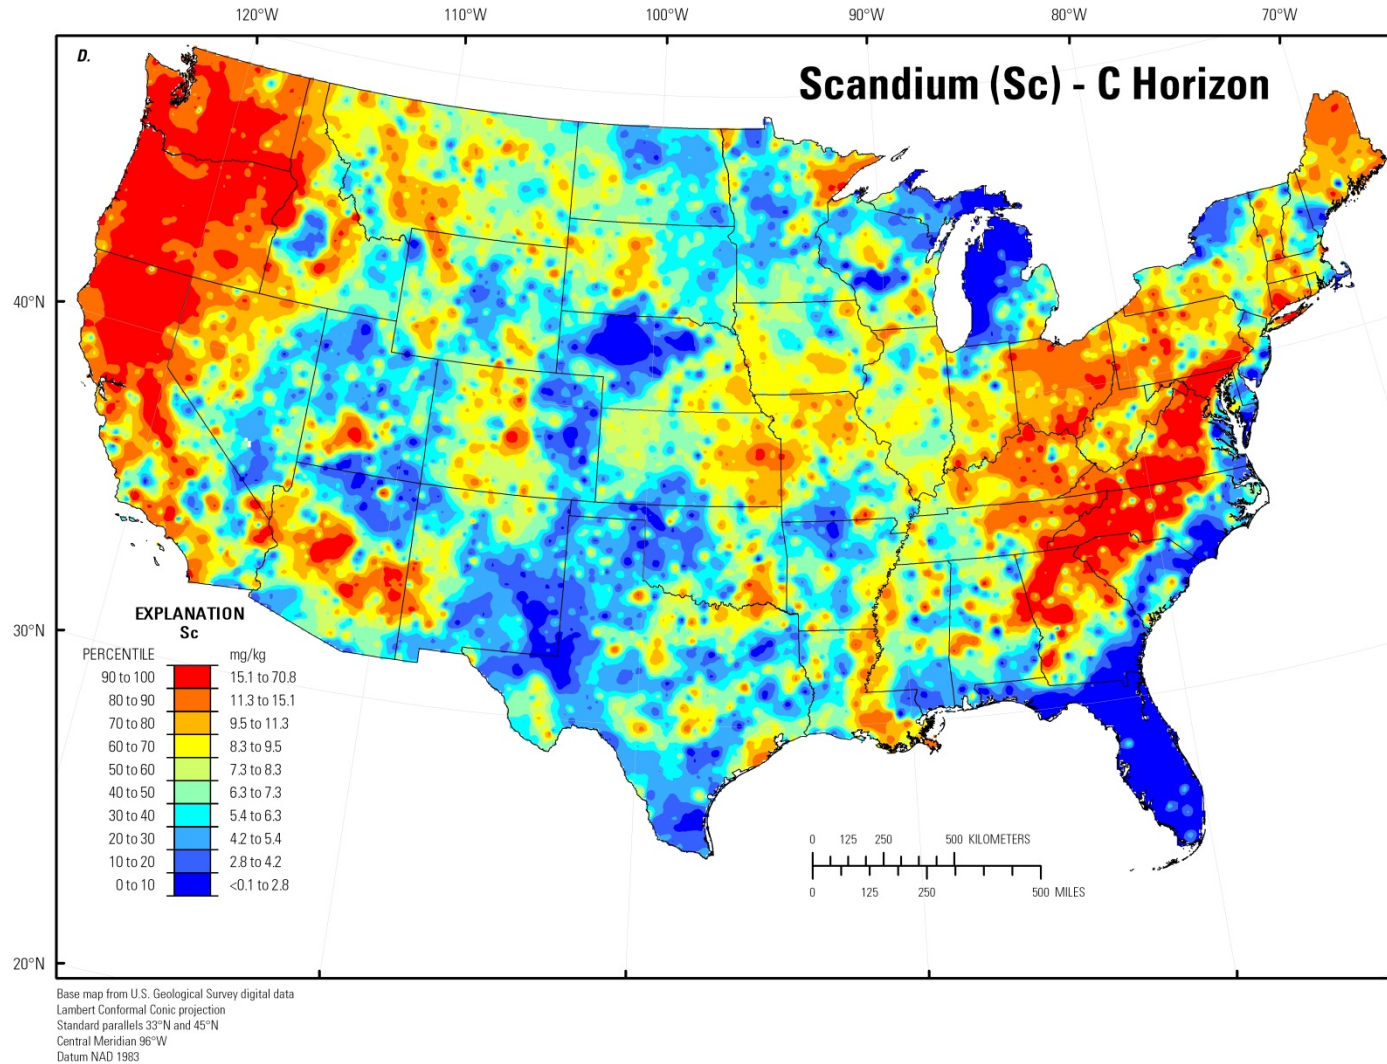 120°W 110°W 100°W 90°W 80°W 70°W
D.
Scandium (Sc) - C Horizon
40°N
30°N
20°N
EXPLANATION
Sc
PERCENTILE mg/kg
90 to 100 15.1 to 70.8
80 to 90 11.3 to 15.1
70 to 80 9.5 to 11.3
60 to 70 8.3 to 9.5
50 to 60 7.3 to 8.3
40 to 50 6.3 to 7.3
30 to 40 5.4 to 6.3
20 to 30 4.2 to 5.4
10 to 20 2.8 to 4.2
0 to 10 <0.1 to 2.8
0 125 250 500 KILOMETERS
0 125 250 500 MILES
Base map from U.S. Geological Survey digital data
Lambert Conformal Conic projection
Standard parallels 33°N and 45°N
Central Meridian 96°W
Datum NAD 1983